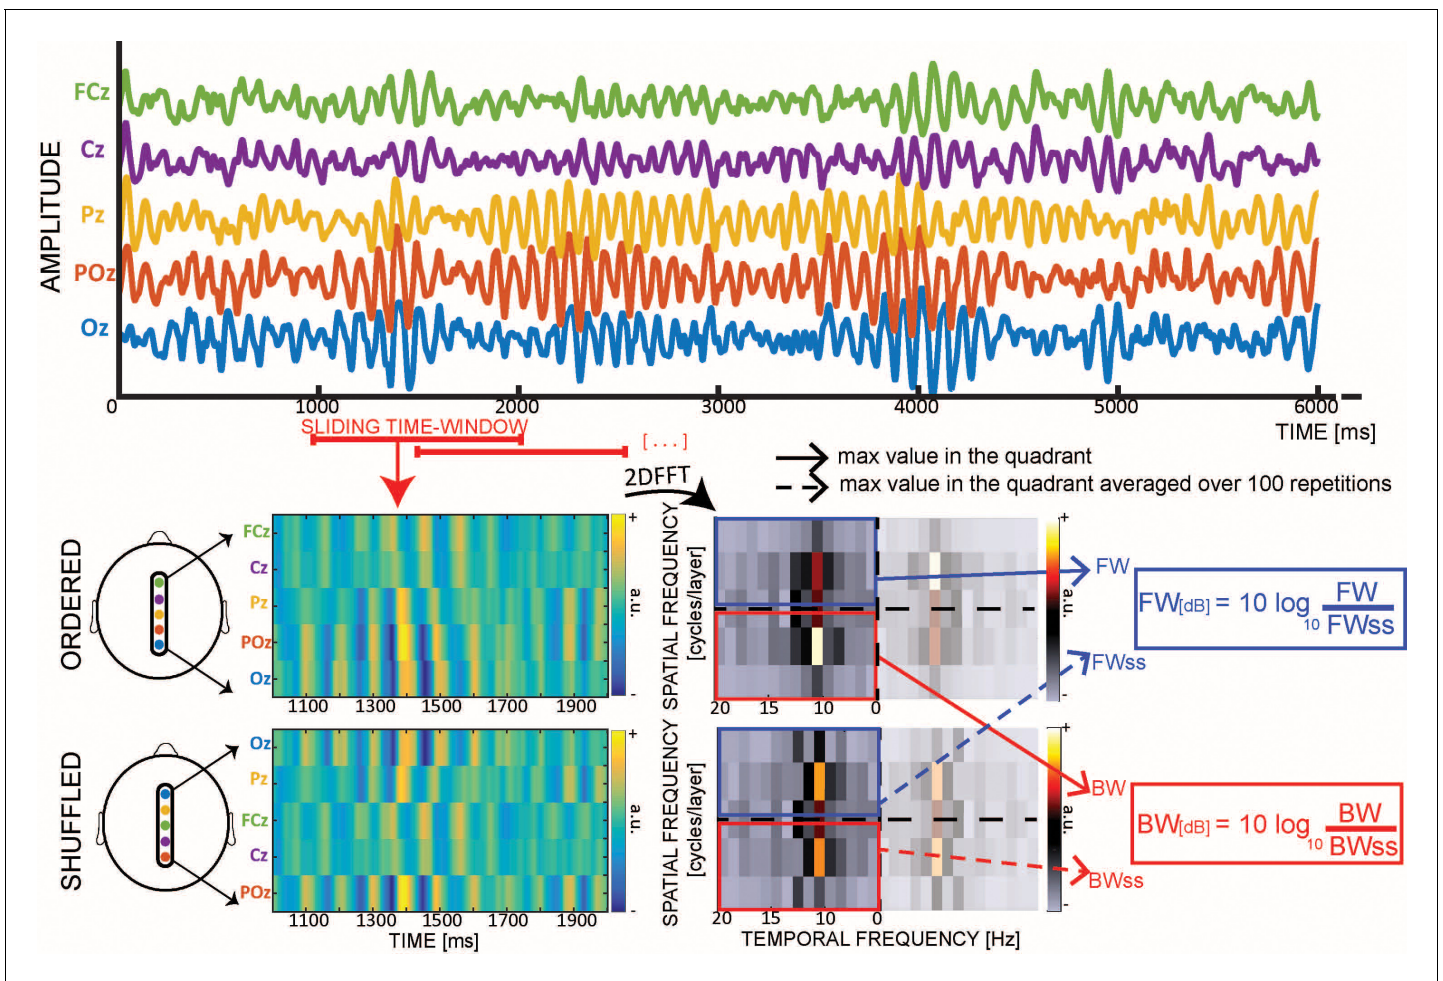 AMPLITUDE
FCz
Cz
Pz
POz
Oz
0 1000 2000 3000 4000 5000 6000
TIME [ms]
SLIDING TIME-WINDOW
[...]
2DFFT
max value in the quadrant
max value in the quadrant averaged over 100 repetitions
ORDERED
FCz
Cz
Pz
POz
Oz
1100 1300 1500 1700 1900
+
a.u.
-
SPATIAL FREQUENCY
[cycles/layer]
20 15 10 0
+
a.u.
-
FW
FWss
FW[dB] = 10 log10 FW
FWss
SHUFFLED
Oz
Pz
FCz
Cz
POz
1100 1300 1500 1700 1900
TIME [ms]
+
a.u.
-
SPATIAL FREQUENCY
[cycles/layer]
20 15 10 0
TEMPORAL FREQUENCY [Hz]
+
a.u.
-
BW
BWss
BW[dB] = 10 log10 BW
BWss